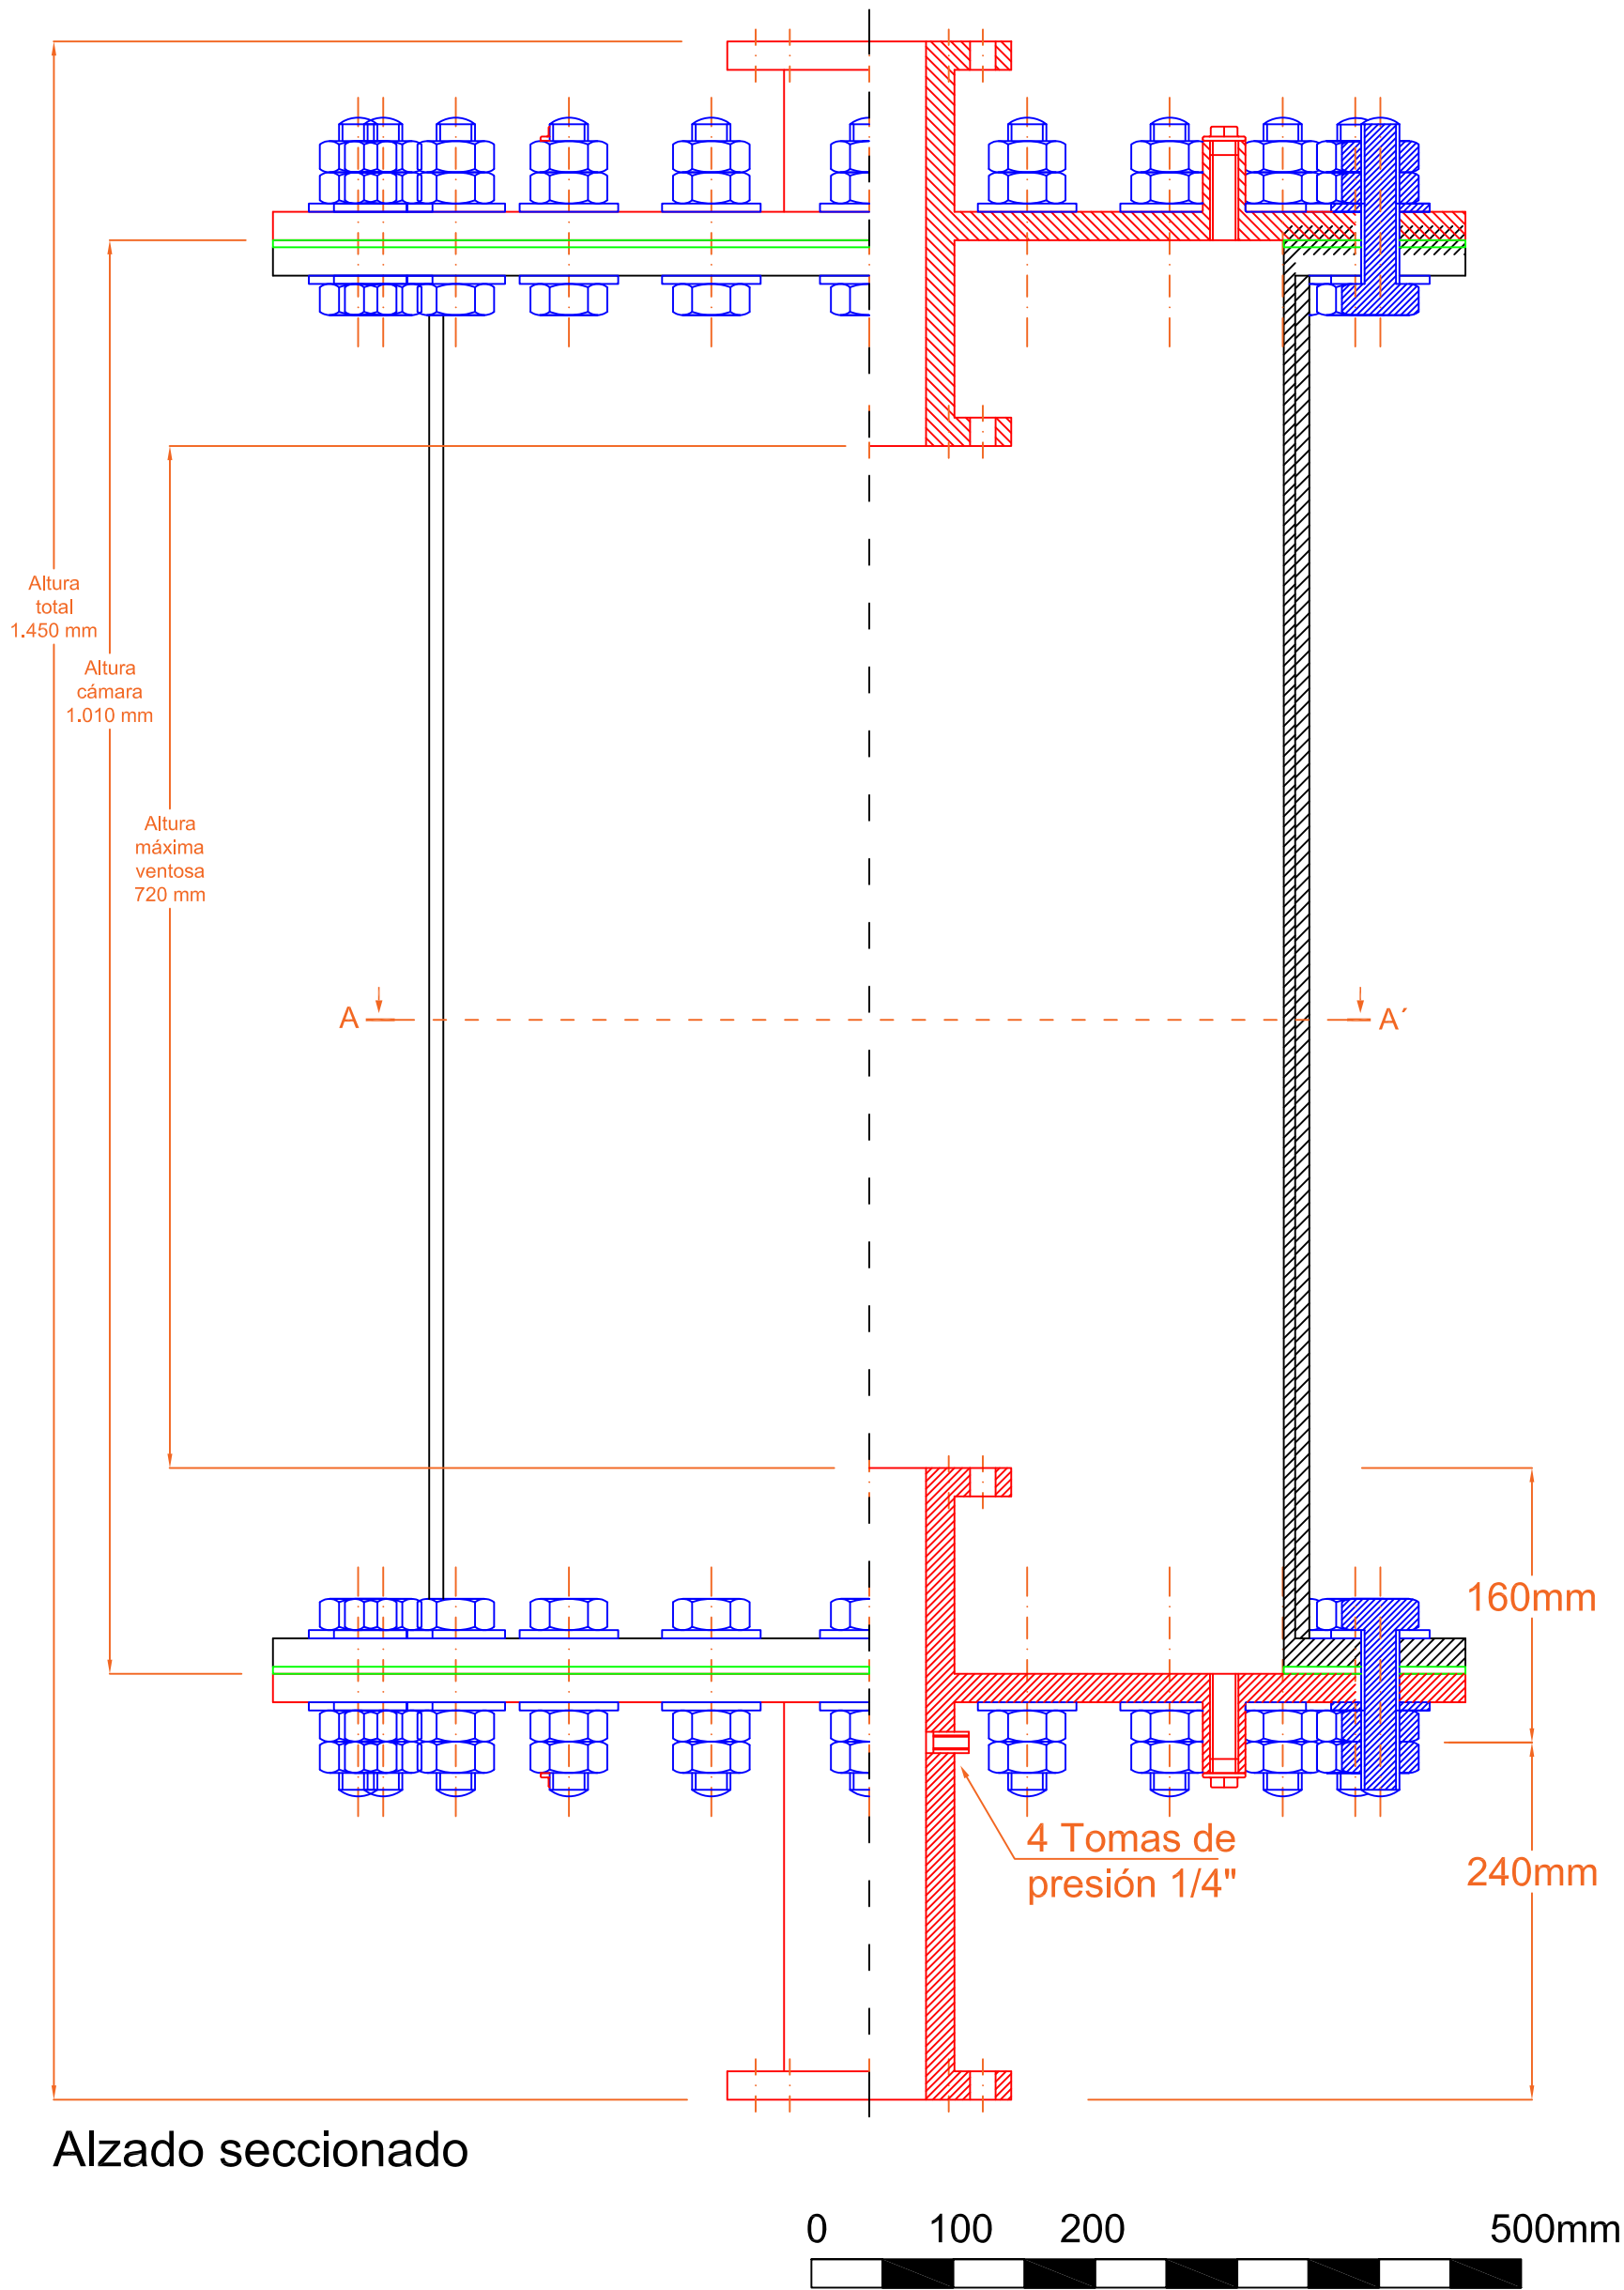 Altura
total
1.450 mm
Altura
cámara
1.010 mm
Altura
máxima
ventosa
720 mm
A
A´
160mm
4 Tomas de
presión 1/4"
240mm
Alzado seccionado
0 100 200 500mm